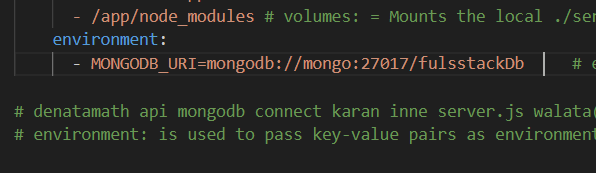 - /app/node_modules # volumes: = Mounts the local ./ser
environment:
- MONGODB_URI=mongodb://mongo:27017/fulsstackDb # e
# denatamath api mongodb connect karan inne server.js walata(
# environment: is used to pass key-value pairs as environment